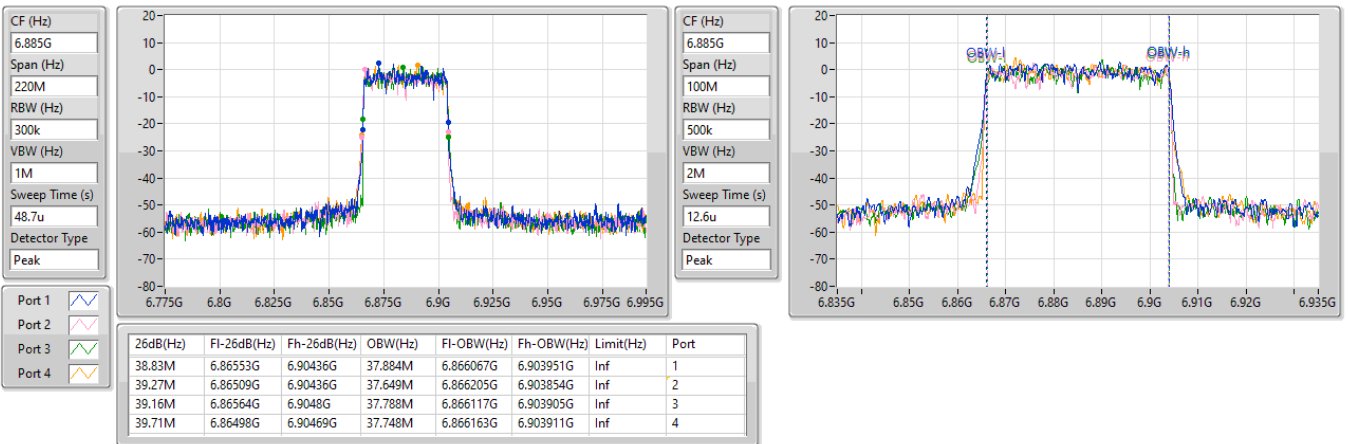 CF (Hz)
6.885G
Span (Hz)
220M
RBW (Hz)
300k
VBW (Hz)
1M
Sweep Time (s)
48.7u
Detector Type
Peak
20
10
0
-10
-20
-30
-40
-50
-60
-70
-80
6.775G 6.8G 6.825G 6.85G 6.875G 6.9G 6.925G 6.95G 6.975G 6.995G
CF (Hz)
6.885G
Span (Hz)
100M
RBW (Hz)
500k
VBW (Hz)
2M
Sweep Time (s)
12.6u
Detector Type
Peak
20
10
0
-10
-20
-30
-40
-50
-60
-70
-80
OBW-l OBW-h
6.835G 6.85G 6.86G 6.87G 6.88G 6.89G 6.9G 6.91G 6.92G 6.935G
Port 1
Port 2
Port 3
Port 4
26dB(Hz) Fl-26dB(Hz) Fh-26dB(Hz) OBW(Hz) Fl-OBW(Hz) Fh-OBW(Hz) Limit(Hz) Port
38.83M 6.86553G 6.90436G 37.884M 6.866067G 6.903951G Inf 1
39.27M 6.86509G 6.90436G 37.649M 6.866205G 6.903854G Inf 2
39.16M 6.86564G 6.9048G 37.788M 6.866117G 6.903905G Inf 3
39.71M 6.86498G 6.90469G 37.748M 6.866163G 6.903911G Inf 4